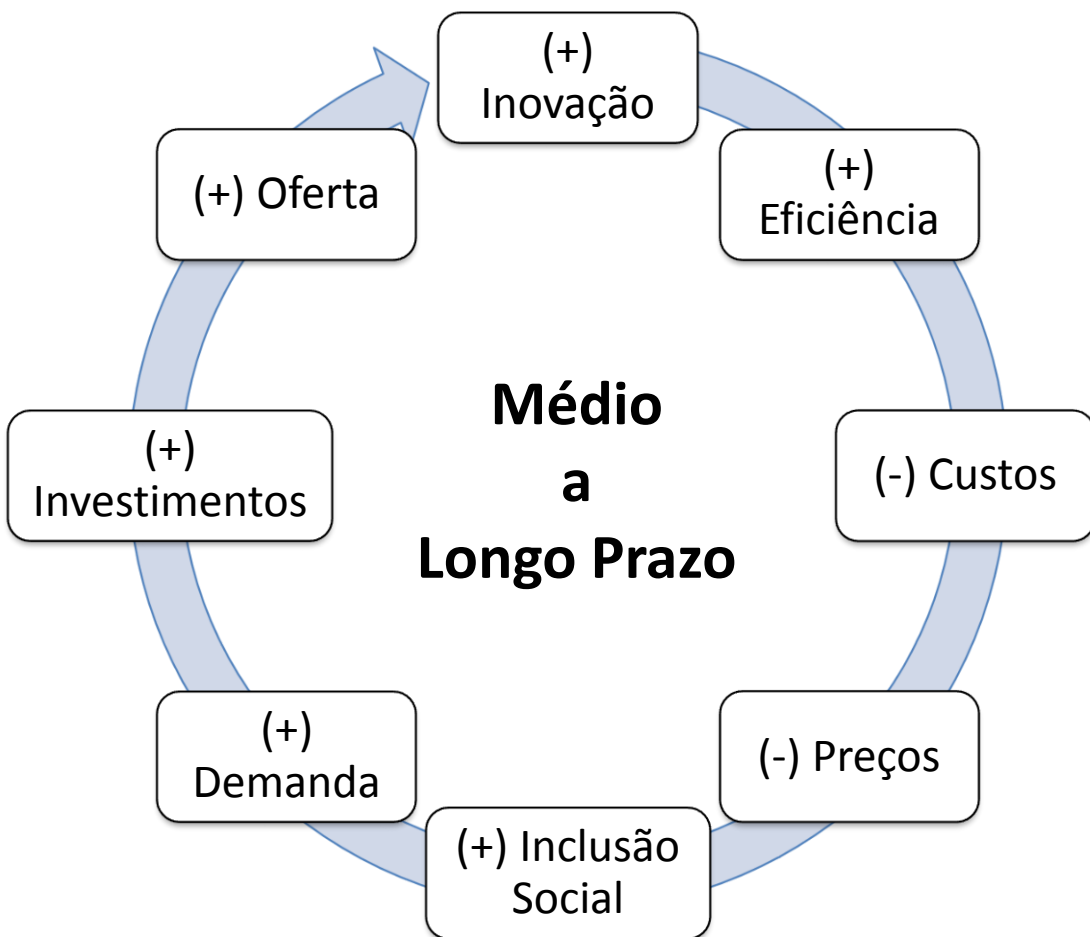 (+)
Inovação
(+)
Eficiência
(-) Custos
(-) Preços
(+) Inclusão
Social
(+)
Demanda
(+)
Investimentos
(+) Oferta
Médio
a
Longo Prazo